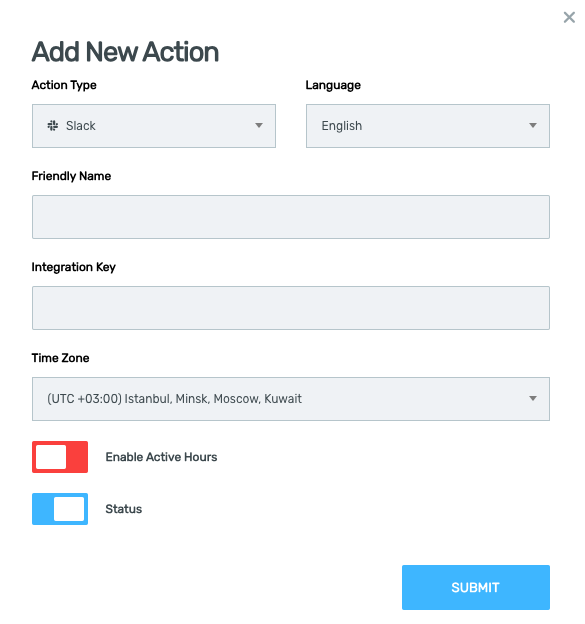 Add New Action
Action Type
Language
Slack
English
Friendly Name
Integration Key
Time Zone
(UTC +03:00) Istanbul, Minsk, Moscow, Kuwait
Enable Active Hours
Status
SUBMIT